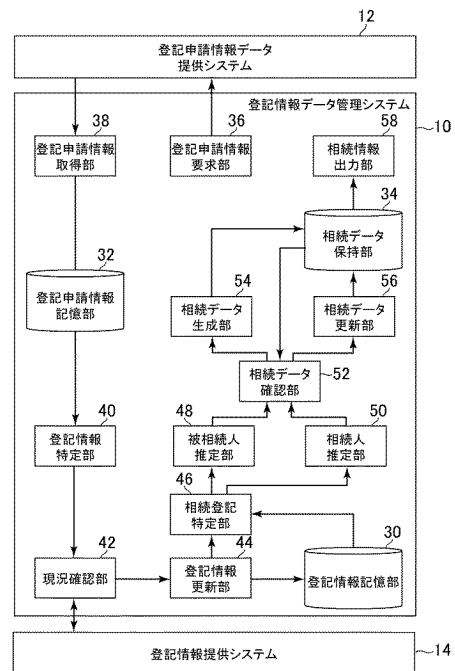 12
登記申請情報データ
提供システム
登記情報データ管理システム
10
38
登記申請情報
取得部
36
登記申請情報
要求部
58
相続情報
出力部
34
相続データ
保持部
32
登記申請情報
記憶部
54
相続データ
生成部
56
相続データ
更新部
相続データ
確認部
52
40
登記情報
特定部
48
被相続人
推定部
50
相続人
推定部
46
相続登記
特定部
42
現況確認部
44
登記情報
更新部
30
登記情報記憶部
登記情報提供システム
14